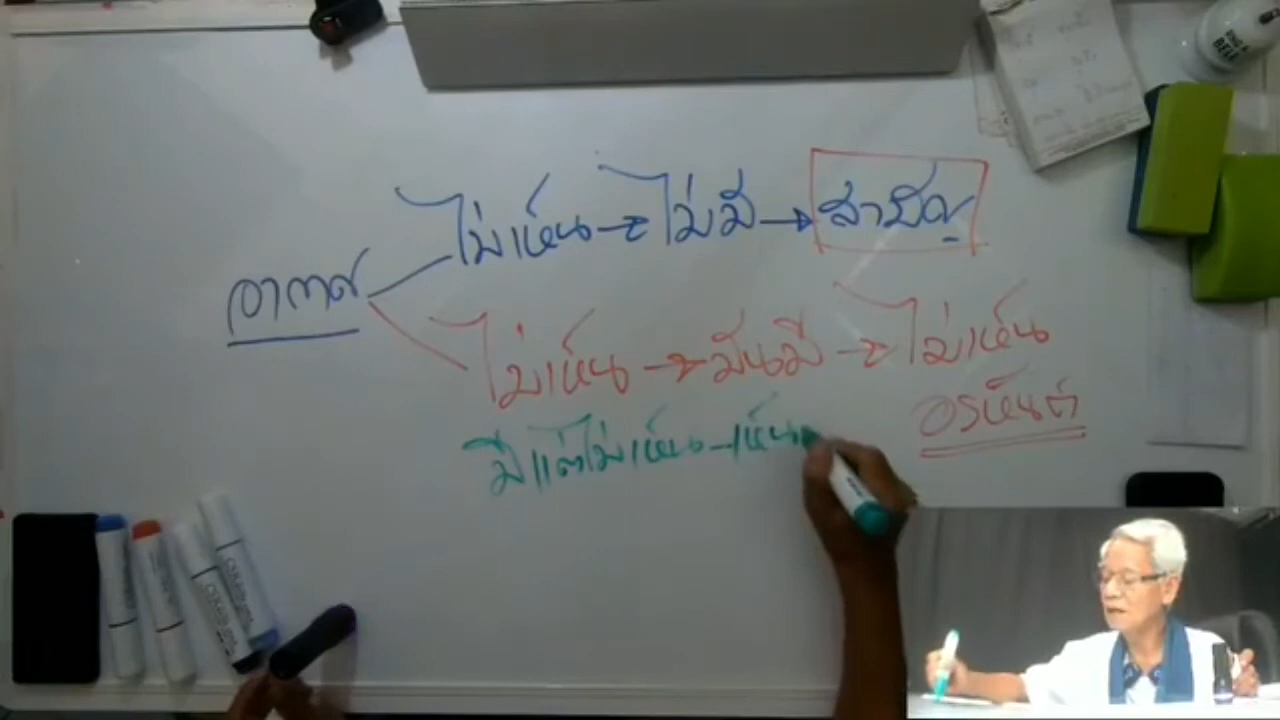 ไม่เห็น → ไม่มี → สามัญ
อากาศ
ไม่เห็น → มันมี → ไม่เห็น
อรหันต์
มีแต่ไม่เห็น - เห็น